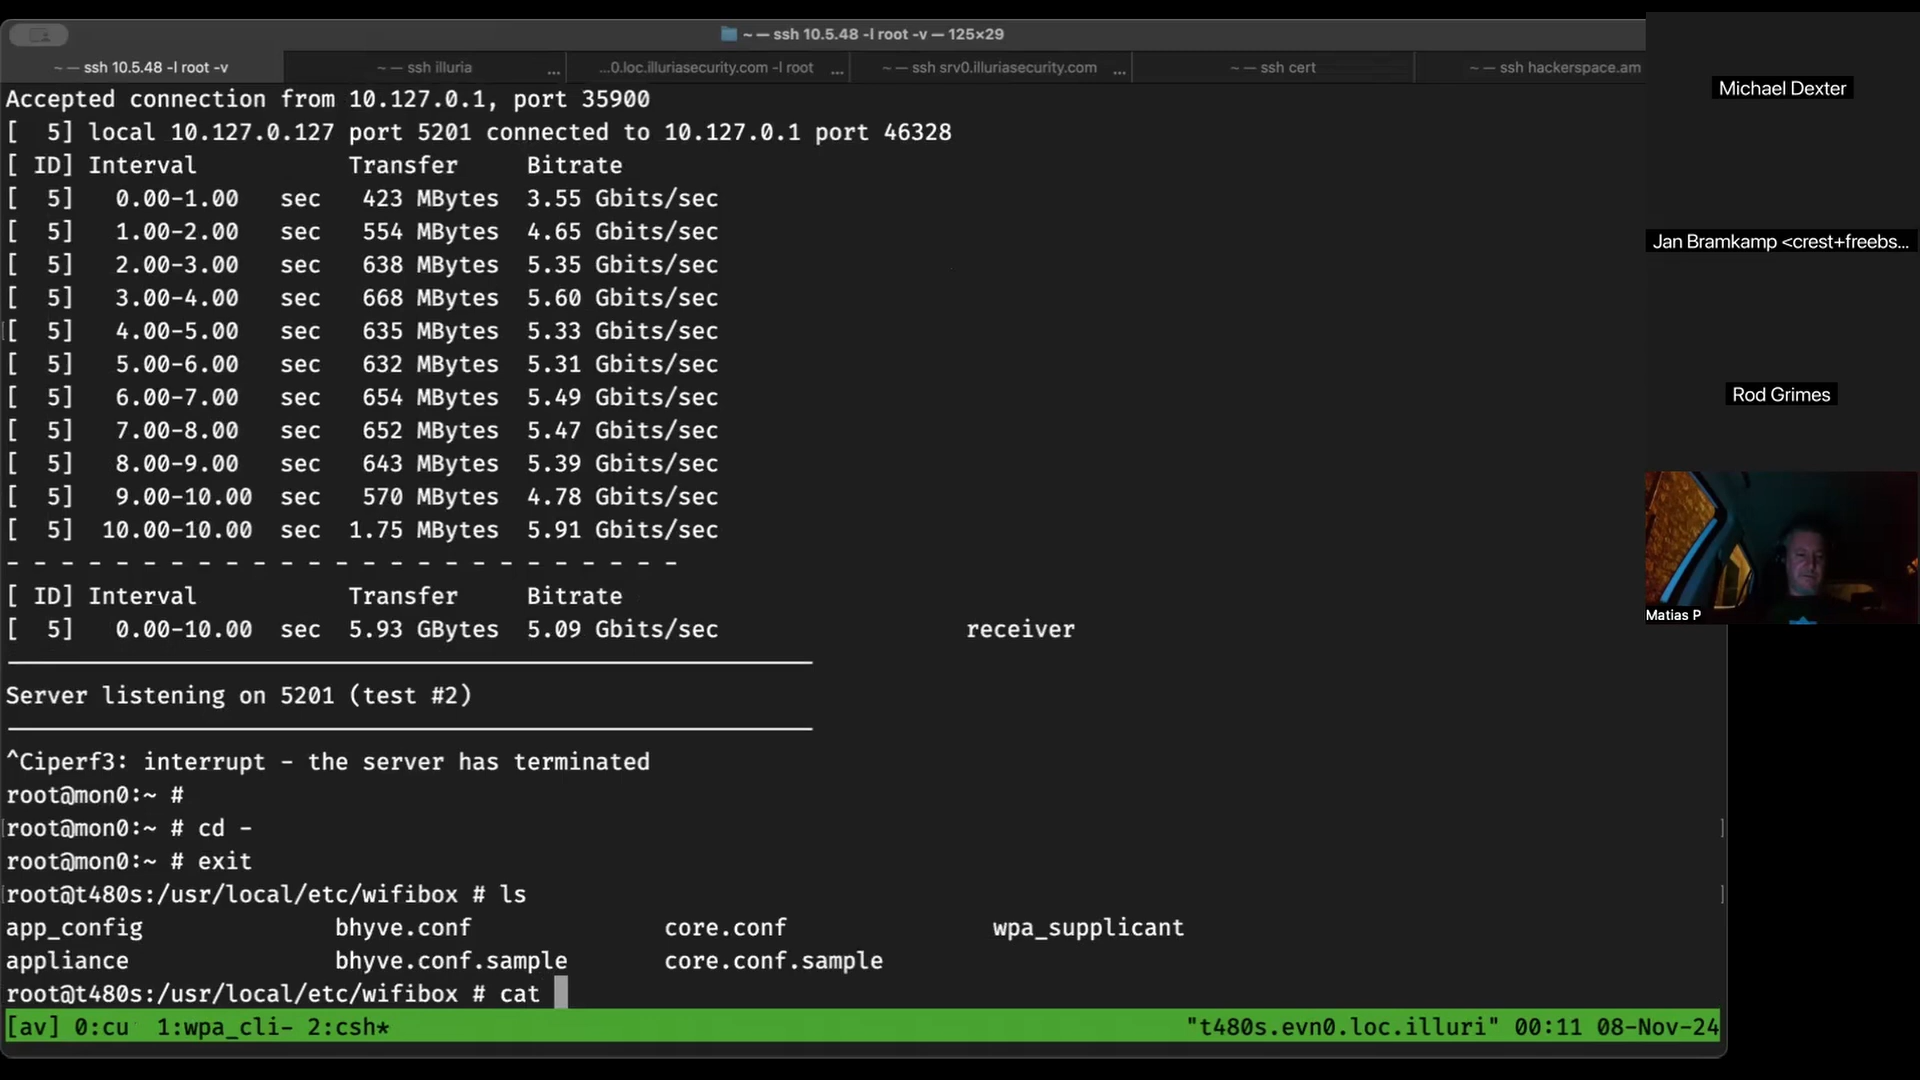 ~ — ssh 10.5.48 -l root -v — 125×29
~ — ssh 10.5.48 -l root -v
~ — ssh illuria ...
...0.loc.illuriasecurity.com -l root ...
~ — ssh srv0.illuriasecurity.com ...
~ — ssh cert
~ — ssh hackerspace.am
Accepted connection from 10.127.0.1, port 35900
[  5] local 10.127.0.127 port 5201 connected to 10.127.0.1 port 46328
[ ID] Interval           Transfer     Bitrate
[  5]   0.00-1.00   sec   423 MBytes  3.55 Gbits/sec
[  5]   1.00-2.00   sec   554 MBytes  4.65 Gbits/sec
[  5]   2.00-3.00   sec   638 MBytes  5.35 Gbits/sec
[  5]   3.00-4.00   sec   668 MBytes  5.60 Gbits/sec
[  5]   4.00-5.00   sec   635 MBytes  5.33 Gbits/sec
[  5]   5.00-6.00   sec   632 MBytes  5.31 Gbits/sec
[  5]   6.00-7.00   sec   654 MBytes  5.49 Gbits/sec
[  5]   7.00-8.00   sec   652 MBytes  5.47 Gbits/sec
[  5]   8.00-9.00   sec   643 MBytes  5.39 Gbits/sec
[  5]   9.00-10.00  sec   570 MBytes  4.78 Gbits/sec
[  5]  10.00-10.00  sec  1.75 MBytes  5.91 Gbits/sec
- - - - - - - - - - - - - - - - - - - - - - - - -
[ ID] Interval           Transfer     Bitrate
[  5]   0.00-10.00  sec  5.93 GBytes  5.09 Gbits/sec                  receiver
Server listening on 5201 (test #2)
^Ciperf3: interrupt - the server has terminated
root@mon0:~ #
root@mon0:~ # cd -
root@mon0:~ # exit
root@t480s:/usr/local/etc/wifibox # ls
app_config              bhyve.conf              core.conf               wpa_supplicant
appliance               bhyve.conf.sample       core.conf.sample
root@t480s:/usr/local/etc/wifibox # cat
[av] 0:cu  1:wpa_cli- 2:csh*    "t480s.evn0.loc.illuri" 00:11 08-Nov-24
Michael Dexter
Jan Bramkamp <crest+freebs...
Rod Grimes
Matias P